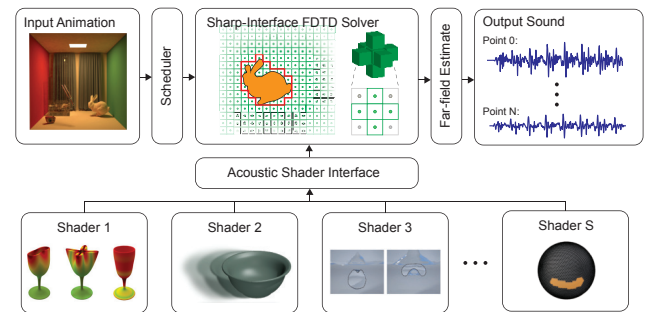 Input Animation
Scheduler
Sharp-Interface FDTD Solver
Far-field Estimate
Output Sound
Point 0:
Point N:
Acoustic Shader Interface
Shader 1
Shader 2
Shader 3
Shader S